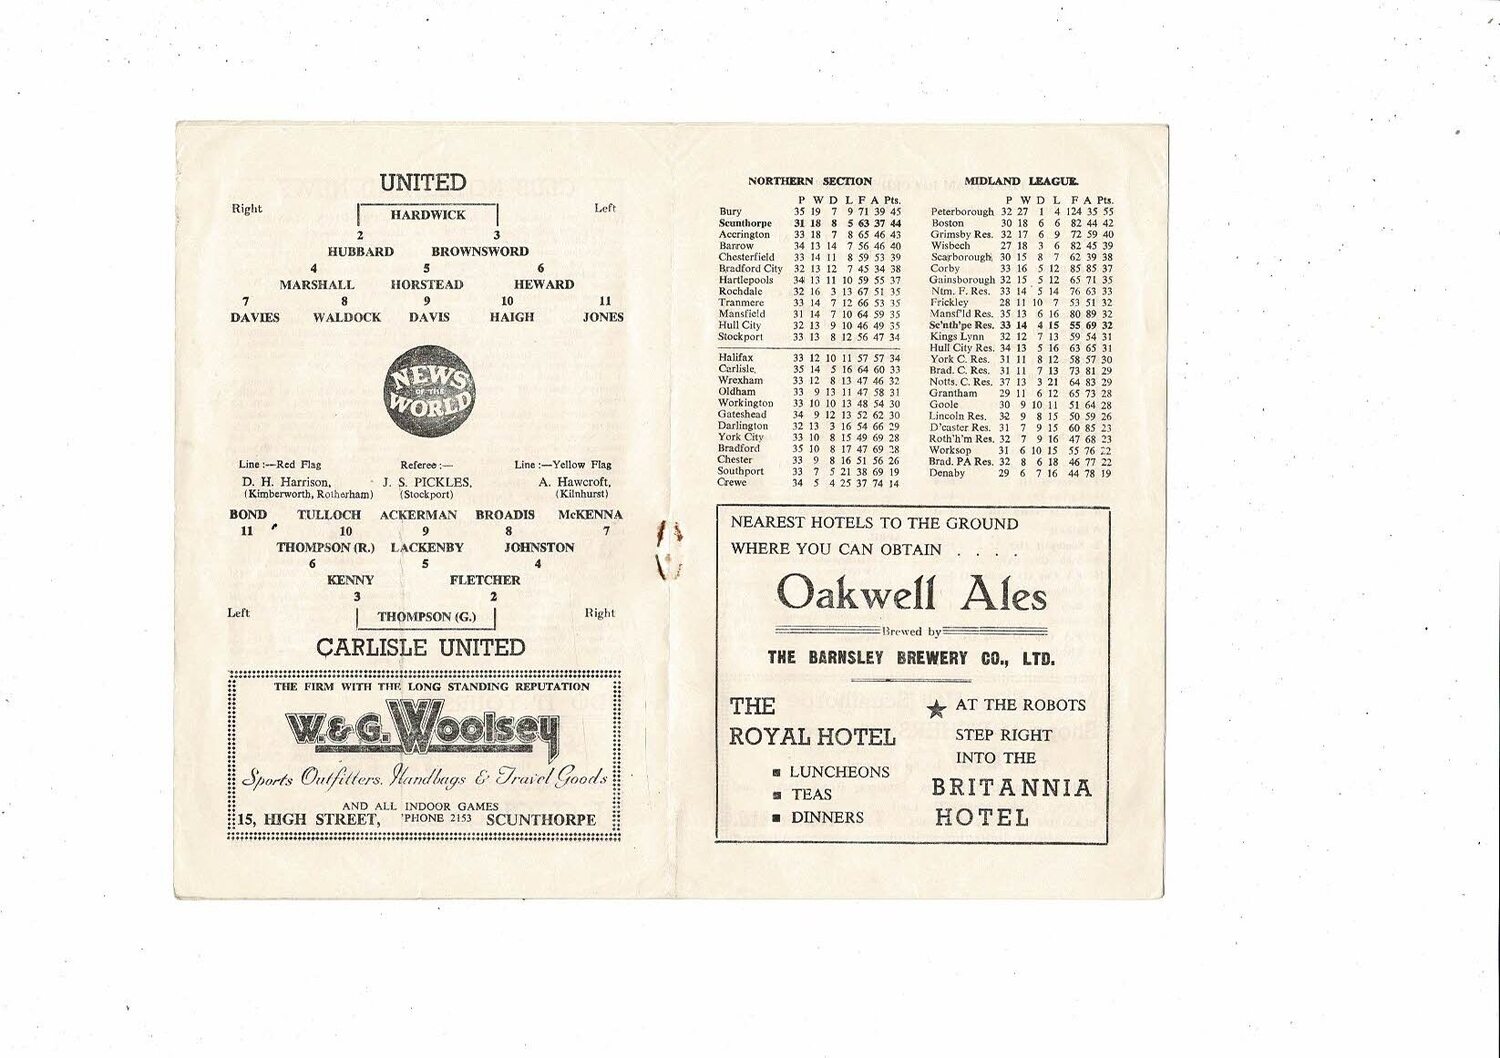 UNITED
Right Left
HARDWICK
2 3
HUBBARD BROWNSWORD
4 5 6
MARSHALL HORSTEAD HEWARD
7 8 9 10 11
DAVIES WALDOCK DAVIS HAIGH JONES
NEWS
OF THE
WORLD
Line :—Red Flag Referee :— Line :—Yellow Flag
D. H. Harrison, J. S. PICKLES, A. Hawcroft,
(Kimberworth, Rotherham) (Stockport) (Kilnhurst)
BOND TULLOCH ACKERMAN BROADIS McKENNA
11 10 9 8 7
THOMPSON (R.) LACKENBY JOHNSTON
6 5 4
KENNY FLETCHER
3 2
Left Right
THOMPSON (G.)
CARLISLE UNITED
THE FIRM WITH THE LONG STANDING REPUTATION
W. & G. Woolsey
Sports Outfitters, Handbags & Travel Goods
AND ALL INDOOR GAMES
15, HIGH STREET, 'PHONE 2153 SCUNTHORPE
NORTHERN SECTION
P W D L F A Pts.
Bury 35 19 7 9 71 39 45
Scunthorpe 31 18 8 5 63 37 44
Accrington 33 18 7 8 65 46 43
Barrow 34 13 14 7 56 46 40
Chesterfield 33 14 11 8 59 53 39
Bradford City 32 13 12 7 45 34 38
Hartlepools 34 13 11 10 59 55 37
Rochdale 32 16 3 13 67 51 35
Tranmere 33 14 7 12 66 53 35
Mansfield 31 14 7 10 64 59 35
Hull City 32 13 9 10 46 49 35
Stockport 33 13 8 12 56 47 34
Halifax 33 12 10 11 57 57 34
Carlisle. 35 14 5 16 64 60 33
Wrexham 33 12 8 13 47 46 32
Oldham 33 9 13 11 47 58 31
Workington 33 10 10 13 48 54 30
Gateshead 34 9 12 13 52 62 30
Darlington 32 13 3 16 54 66 29
York City 33 10 8 15 49 69 28
Bradford 35 10 8 17 47 69 28
Chester 33 9 8 16 51 56 26
Southport 33 7 5 21 38 69 19
Crewe 34 5 4 25 37 74 14
MIDLAND LEAGUE.
P W D L F A Pts.
Peterborough 32 27 1 4 124 35 55
Boston 30 18 6 6 82 44 42
Grimsby Res. 32 17 6 9 72 59 40
Wisbech 27 18 3 6 82 45 39
Scarborough 30 15 8 7 62 39 38
Corby 33 16 5 12 85 85 37
Gainsborough 32 15 5 12 65 71 35
Ntm. F. Res. 33 14 5 14 76 63 33
Frickley 28 11 10 7 53 51 32
Mansf'ld Res. 35 13 6 16 80 89 32
Sc'nth'pe Res. 33 14 4 15 55 69 32
Kings Lynn 32 12 7 13 59 54 31
Hull City Res. 34 13 5 16 63 65 31
York C. Res. 31 11 8 12 58 57 30
Brad. C. Res. 31 11 7 13 73 81 29
Notts. C. Res. 37 13 3 21 64 83 29
Grantham 29 11 6 12 65 73 28
Goole 30 9 10 11 51 64 28
Lincoln Res. 32 9 8 15 50 59 26
D'caster Res. 31 7 9 15 60 85 23
Roth'h'm Res. 32 7 9 16 47 68 23
Worksop 31 6 10 15 55 76 22
Brad. PA Res. 32 8 6 18 46 77 22
Denaby 29 6 7 16 44 78 19
NEAREST HOTELS TO THE GROUND
WHERE YOU CAN OBTAIN . . . .
Oakwell Ales
Brewed by
THE BARNSLEY BREWERY CO., LTD.
THE
ROYAL HOTEL
■ LUNCHEONS
■ TEAS
■ DINNERS
★ AT THE ROBOTS
STEP RIGHT
INTO THE
BRITANNIA
HOTEL